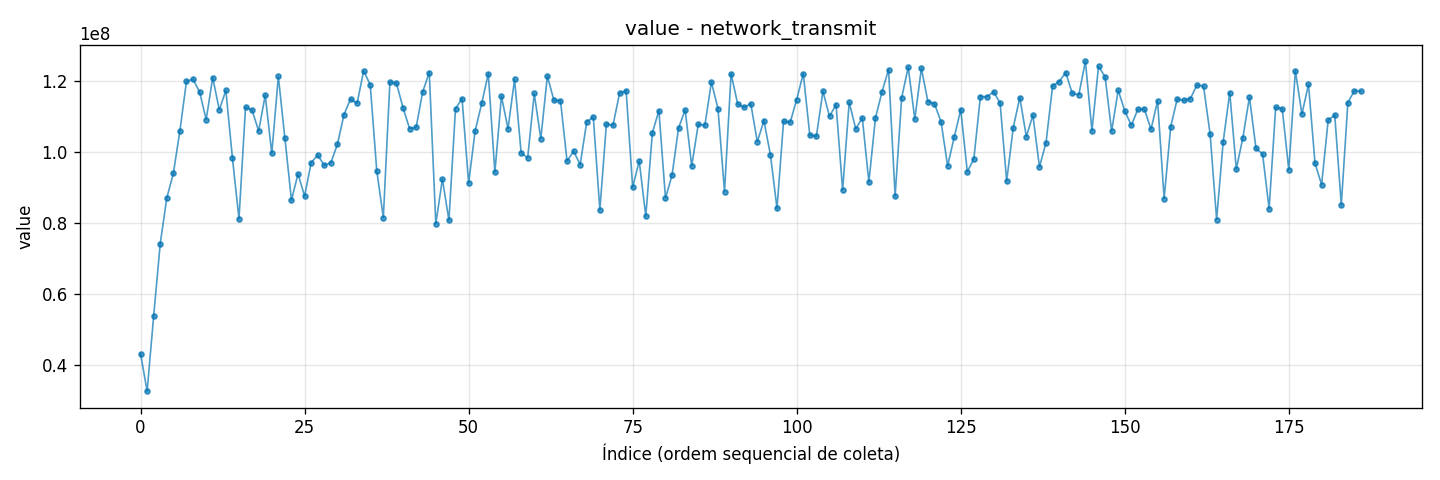 value - network_transmit
1e8
1.2
1.0
0.8
0.6
0.4
value
0 25 50 75 100 125 150 175
Índice (ordem sequencial de coleta)